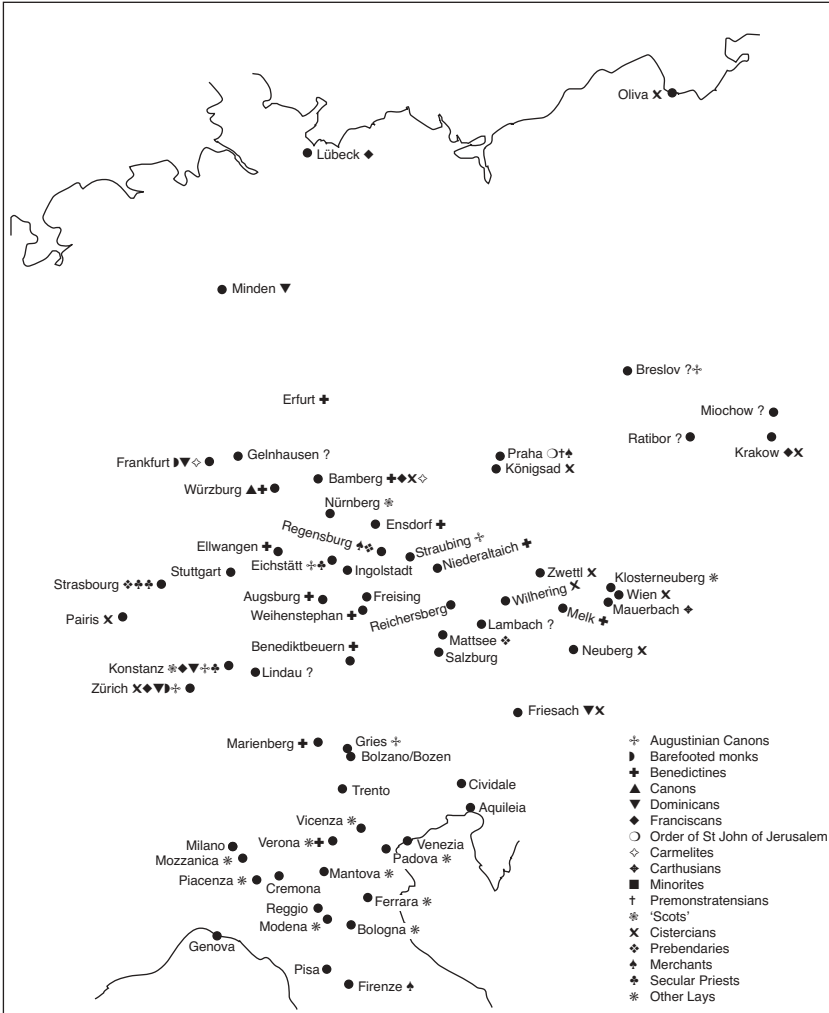 Oliva ✗
Lübeck ◆
Minden ▼
Breslov ?✢
Erfurt ✚
Miochow ?
Ratibor ?
Krakow ◆✗
Gelnhausen ?
Frankfurt ◗▼✧
Praha ❍†♠
Königsad ✗
Bamberg ✚◆✗✧
Würzburg ▲✚
Nürnberg ❃
Ensdorf ✚
Regensburg ♠❖
Straubing ✢
Niederaltaich ✚
Ellwangen ✚
Eichstätt ✢♣
Ingolstadt
Stuttgart
Strasbourg ❖♣♣
Zwettl ✗
Klosterneuberg ❋
Wien ✗
Mauerbach ✦
Augsburg ✚
Freising
Weihenstephan ✚
Reichersberg
Wilhering ✗
Melk ✚
Pairis ✗
Lambach ?
Mattsee ❖
Salzburg
Neuberg ✗
Benediktbeuern ✚
Konstanz ❃◆▼✢♣
Lindau ?
Zürich ✗◆▼◗✢
Friesach ▼✗
Marienberg ✚
Gries ✢
Bolzano/Bozen
Trento
Cividale
Aquileia
Vicenza ❋
Verona ❋✚
Venezia
Padova ❋
Milano
Mozzanica ❋
Piacenza ❋
Cremona
Mantova ❋
Ferrara ❋
Reggio
Modena ❋
Bologna ❋
Genova
Pisa
Firenze ♠
✢ Augustinian Canons
◗ Barefooted monks
✚ Benedictines
▲ Canons
▼ Dominicans
◆ Franciscans
❍ Order of St John of Jerusalem
✧ Carmelites
✦ Carthusians
■ Minorites
† Premonstratensians
❃ ‘Scots’
✗ Cistercians
❖ Prebendaries
♠ Merchants
♣ Secular Priests
❋ Other Lays